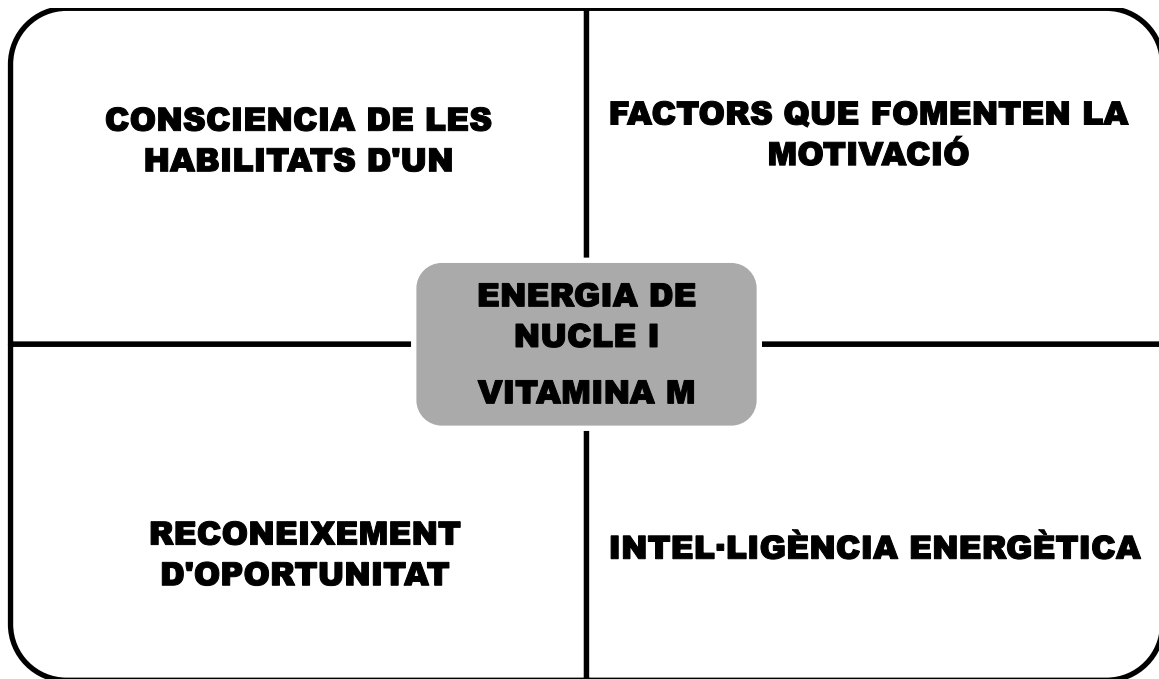 CONSCIENCIA DE LES
HABILITATS D'UN
FACTORS QUE FOMENTEN LA
MOTIVACIÓ
ENERGIA DE
NUCLE I
VITAMINA M
RECONEIXEMENT
D'OPORTUNITAT
INTEL·LIGÈNCIA ENERGÈTICA